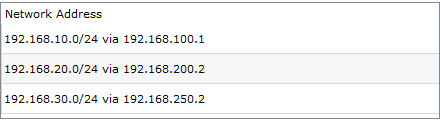 Network Address
192.168.10.0/24 via 192.168.100.1
192.168.20.0/24 via 192.168.200.2
192.168.30.0/24 via 192.168.250.2